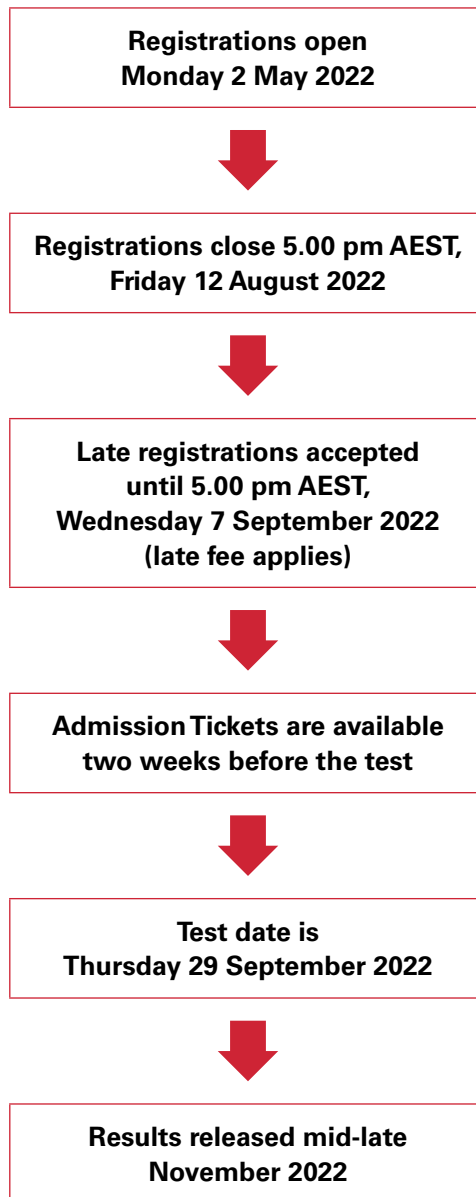 Registrations open
Monday 2 May 2022
Registrations close 5.00 pm AEST,
Friday 12 August 2022
Late registrations accepted
until 5.00 pm AEST,
Wednesday 7 September 2022
(late fee applies)
Admission Tickets are available
two weeks before the test
Test date is
Thursday 29 September 2022
Results released mid-late
November 2022